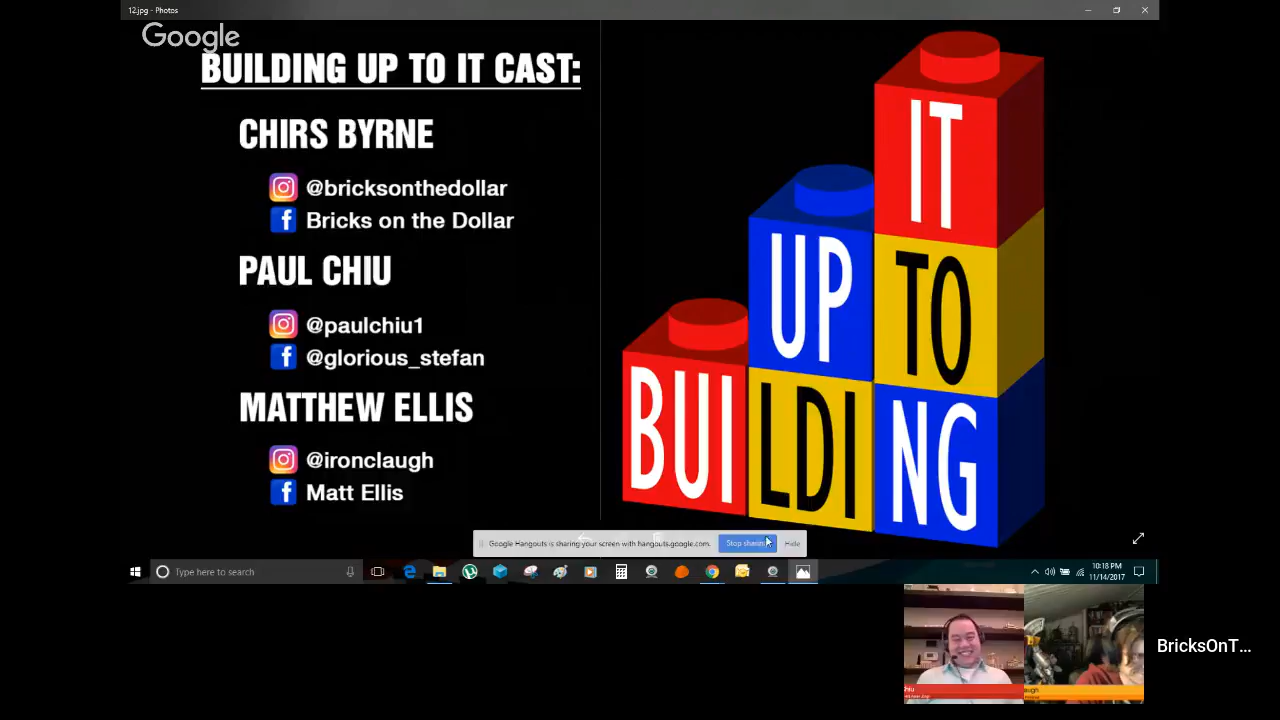 12.jpg - Photos
Google
BUILDING UP TO IT CAST:
CHIRS BYRNE
@bricksonthedollar
Bricks on the Dollar
PAUL CHIU
@paulchiu1
@glorious_stefan
MATTHEW ELLIS
@ironclaugh
Matt Ellis
IT
UP TO
BUI LDI NG
Google Hangouts is sharing your screen with hangouts.google.com.
Stop sharing
Hide
Type here to search
10:18 PM
11/14/2017
BricksOnT...